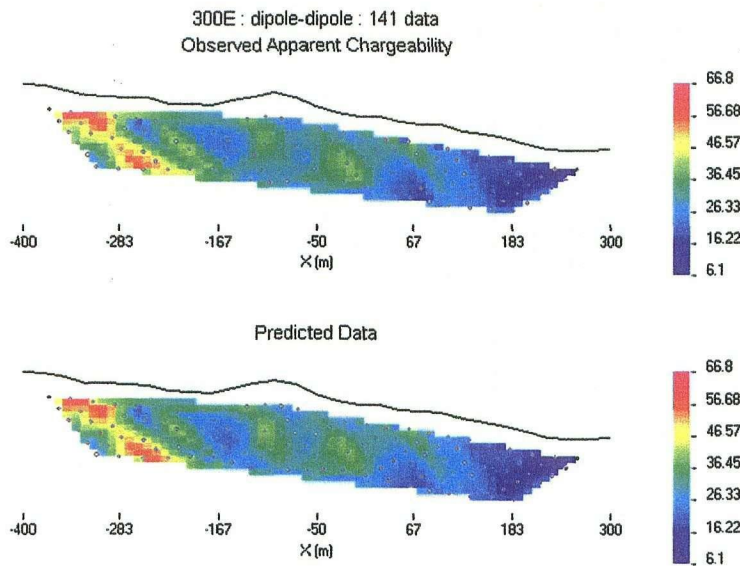 300E : dipole-dipole : 141 data
Observed Apparent Chargeability
66.8
56.68
46.57
36.45
26.33
16.22
6.1
-400 -283 -167 -50 67 183 300
X (m)
Predicted Data
66.8
56.68
46.57
36.45
26.33
16.22
6.1
-400 -283 -167 -50 67 183 300
X (m)